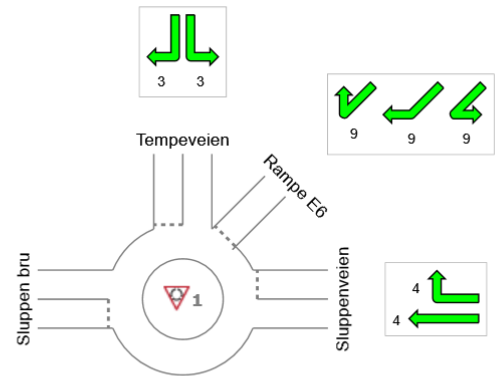 3 3
9 9 9
Tempeveien
Rampe E6
Sluppen bru
1
Sluppenveien
4
4